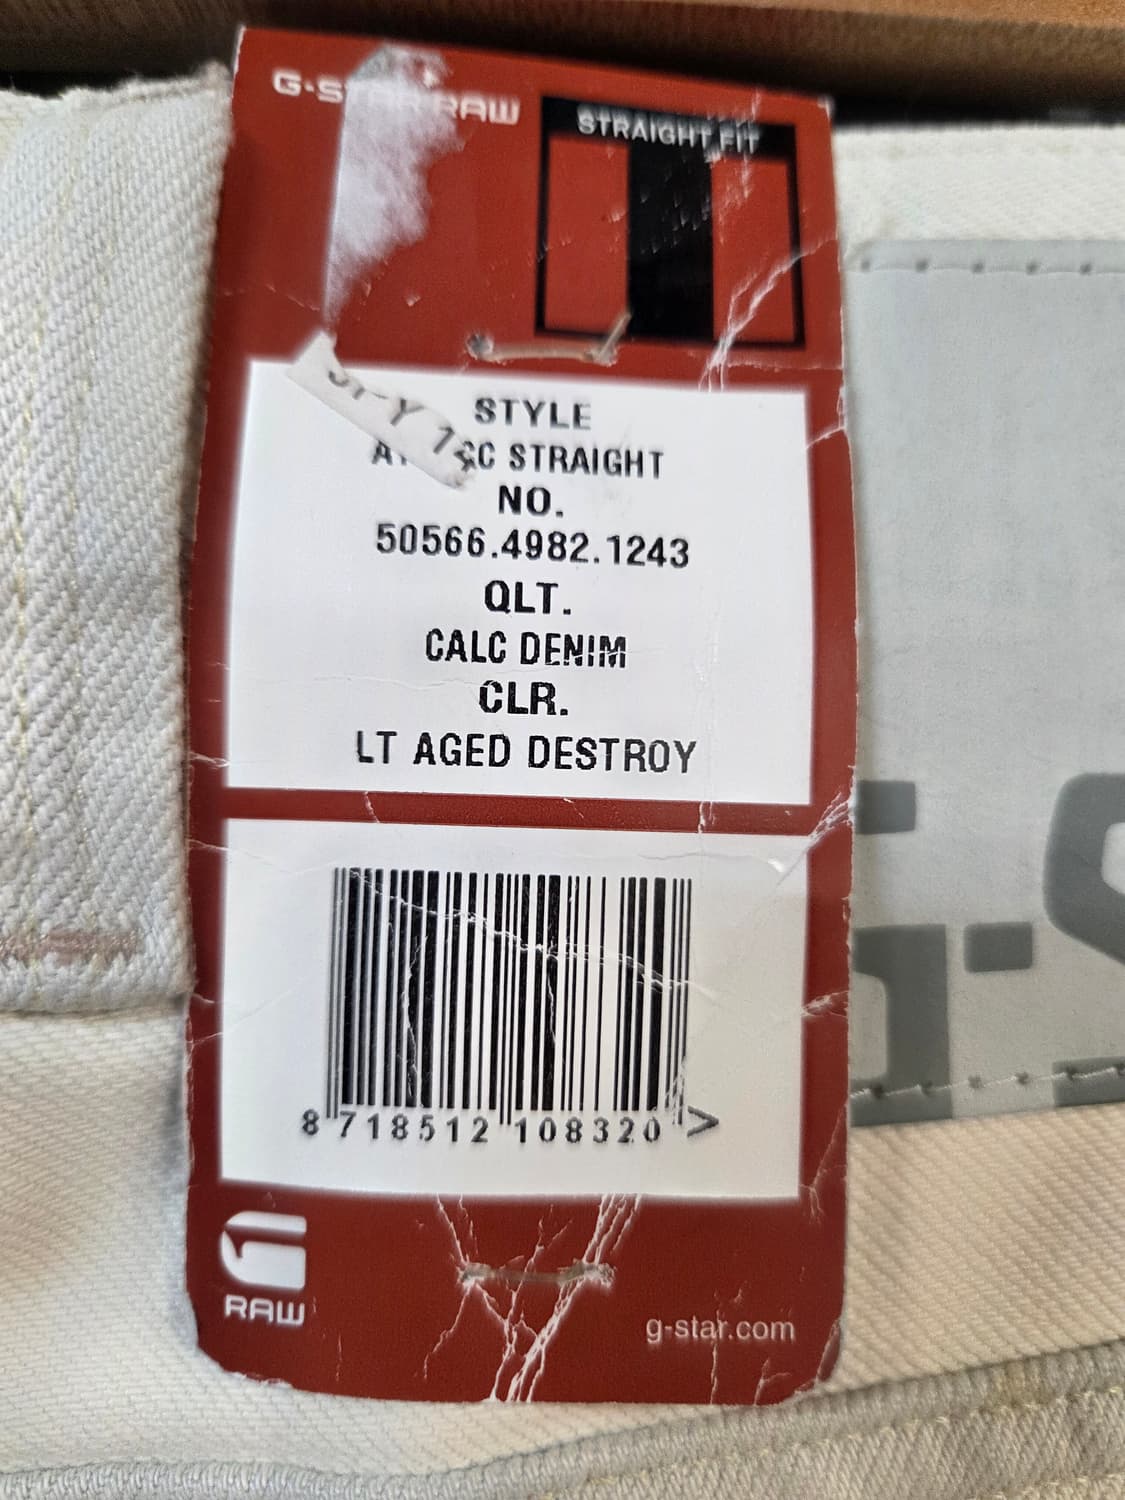 RAW
STRAIGHT FIT
STYLE
STRAIGHT
NO.
50566.4982.1243
QLT.
CALC DENIM
CLR.
LT AGED DESTROY
8 718512 108320 >
RAW
g-star.com